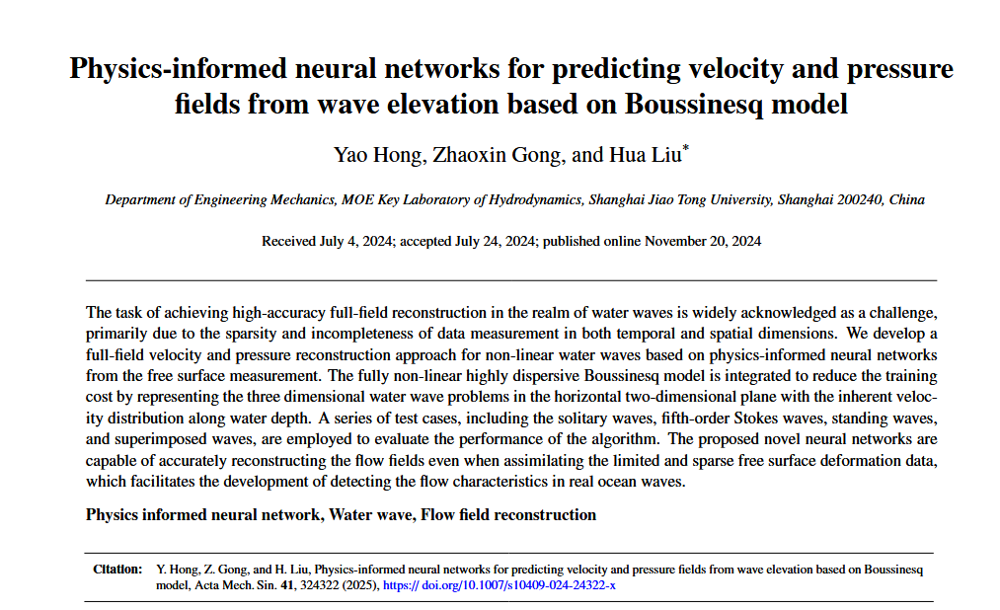 Physics-informed neural networks for predicting velocity and pressure
fields from wave elevation based on Boussinesq model
Yao Hong, Zhaoxin Gong, and Hua Liu*
Department of Engineering Mechanics, MOE Key Laboratory of Hydrodynamics, Shanghai Jiao Tong University, Shanghai 200240, China
Received July 4, 2024; accepted July 24, 2024; published online November 20, 2024
The task of achieving high-accuracy full-field reconstruction in the realm of water waves is widely acknowledged as a challenge,
primarily due to the sparsity and incompleteness of data measurement in both temporal and spatial dimensions. We develop a
full-field velocity and pressure reconstruction approach for non-linear water waves based on physics-informed neural networks
from the free surface measurement. The fully non-linear highly dispersive Boussinesq model is integrated to reduce the training
cost by representing the three dimensional water wave problems in the horizontal two-dimensional plane with the inherent veloc-
ity distribution along water depth. A series of test cases, including the solitary waves, fifth-order Stokes waves, standing waves,
and superimposed waves, are employed to evaluate the performance of the algorithm. The proposed novel neural networks are
capable of accurately reconstructing the flow fields even when assimilating the limited and sparse free surface deformation data,
which facilitates the development of detecting the flow characteristics in real ocean waves.
Physics informed neural network, Water wave, Flow field reconstruction
Citation: Y. Hong, Z. Gong, and H. Liu, Physics-informed neural networks for predicting velocity and pressure fields from wave elevation based on Boussinesq
model, Acta Mech. Sin. 41, 324322 (2025), https:// doi.org/10.1007/s10409-024-24322-x